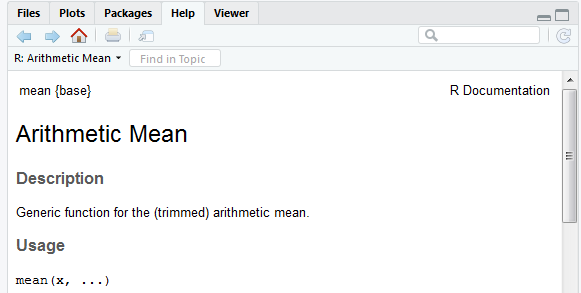 Files Plots Packages Help Viewer
R: Arithmetic Mean Find in Topic
mean {base} R Documentation
Arithmetic Mean
Description
Generic function for the (trimmed) arithmetic mean.
Usage
mean(x, ...)